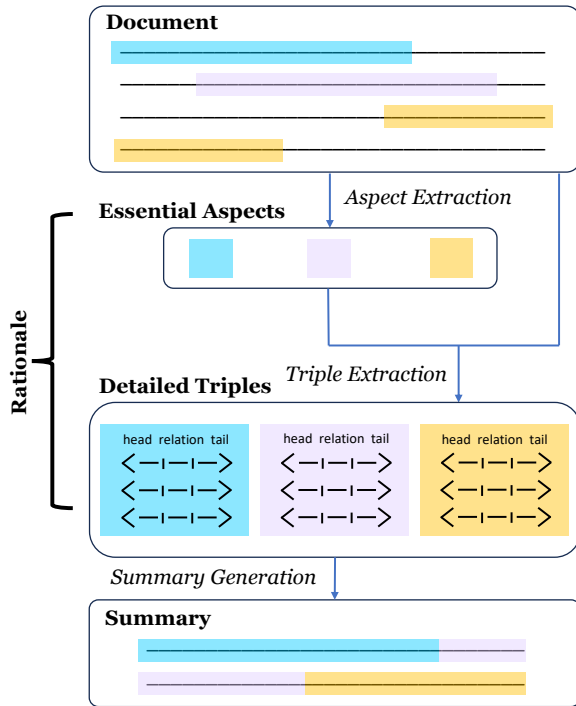 Document
Aspect Extraction
Essential Aspects
Rationale
Triple Extraction
Detailed Triples
head relation tail
head relation tail
head relation tail
Summary Generation
Summary